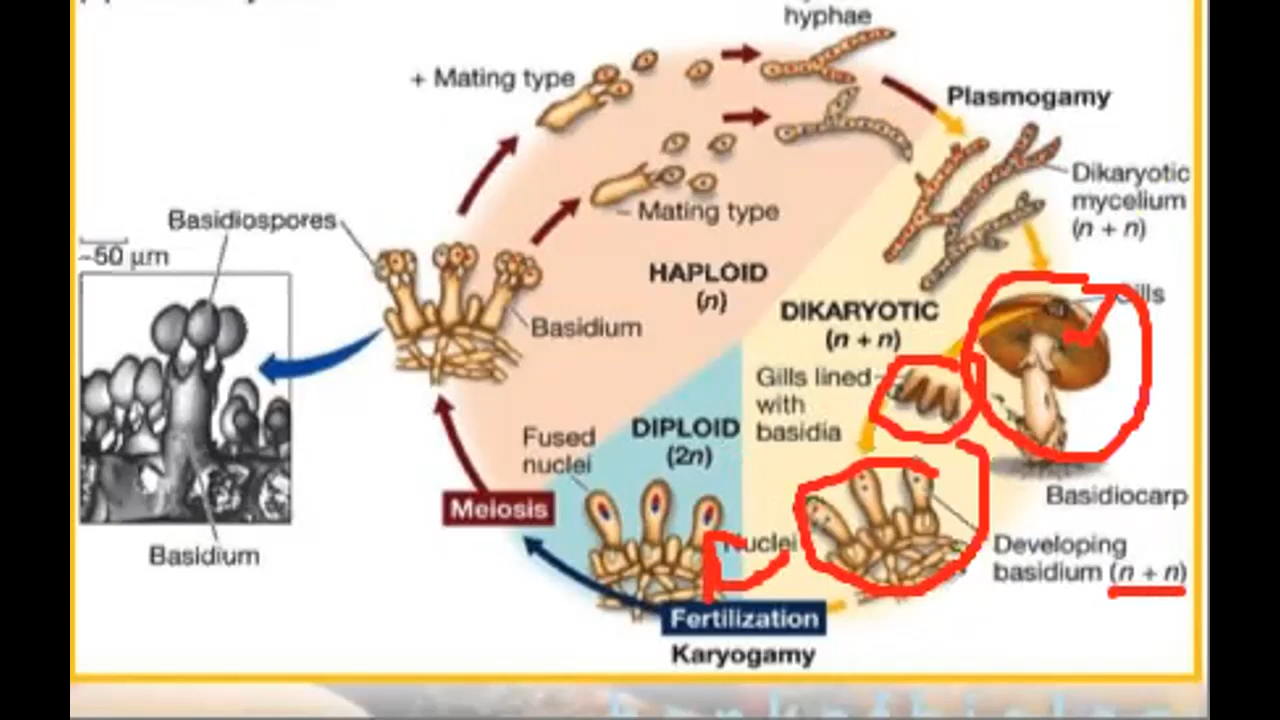 hyphae
+ Mating type
Plasmogamy
Dikaryotic
mycelium
(n + n)
– Mating type
Basidiospores
~50 µm
HAPLOID
(n)
Basidium
DIKARYOTIC
(n + n)
Gills
Gills lined
with
basidia
DIPLOID
(2n)
Fused
nuclei
Meiosis
Basidiocarp
Nuclei
Developing
basidium (n + n)
Basidium
Fertilization
Karyogamy